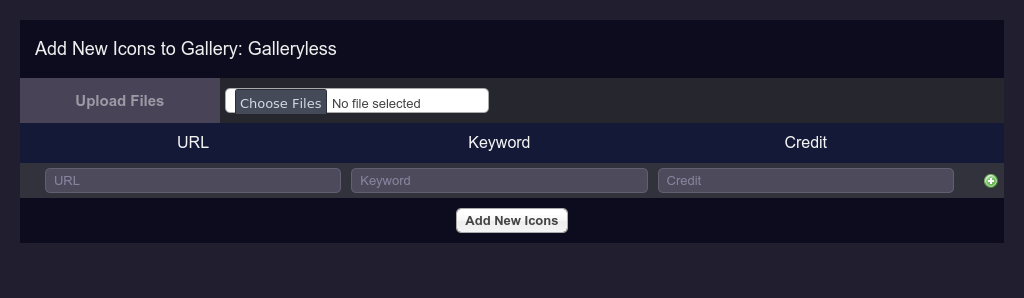 Add New Icons to Gallery: Galleryless
Upload Files Choose Files No file selected
URL Keyword Credit
URL Keyword Credit
Add New Icons